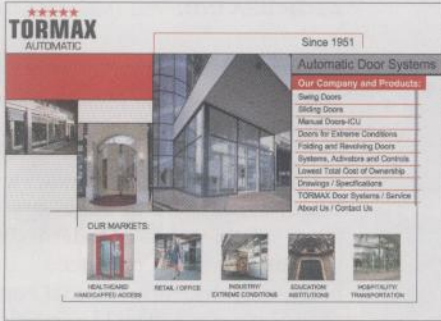 TORMAX
AUTOMATIC
Since 1951
Automatic Door Systems
Our Company and Products:
Swing Doors
Sliding Doors
Manual Doors-ICU
Doors for Extreme Conditions
Folding and Revolving Doors
Systems, Activators and Controls
Lowest Total Cost of Ownership
Drawings / Specifications
TORMAX Door Systems / Service
About Us / Contact Us
OUR MARKETS:
HEALTHCARE/
HANDICAPPED ACCESS
RETAIL / OFFICE
INDUSTRY/
EXTREME CONDITIONS
EDUCATION/
INSTITUTIONS
HOSPITALITY/
TRANSPORTATION